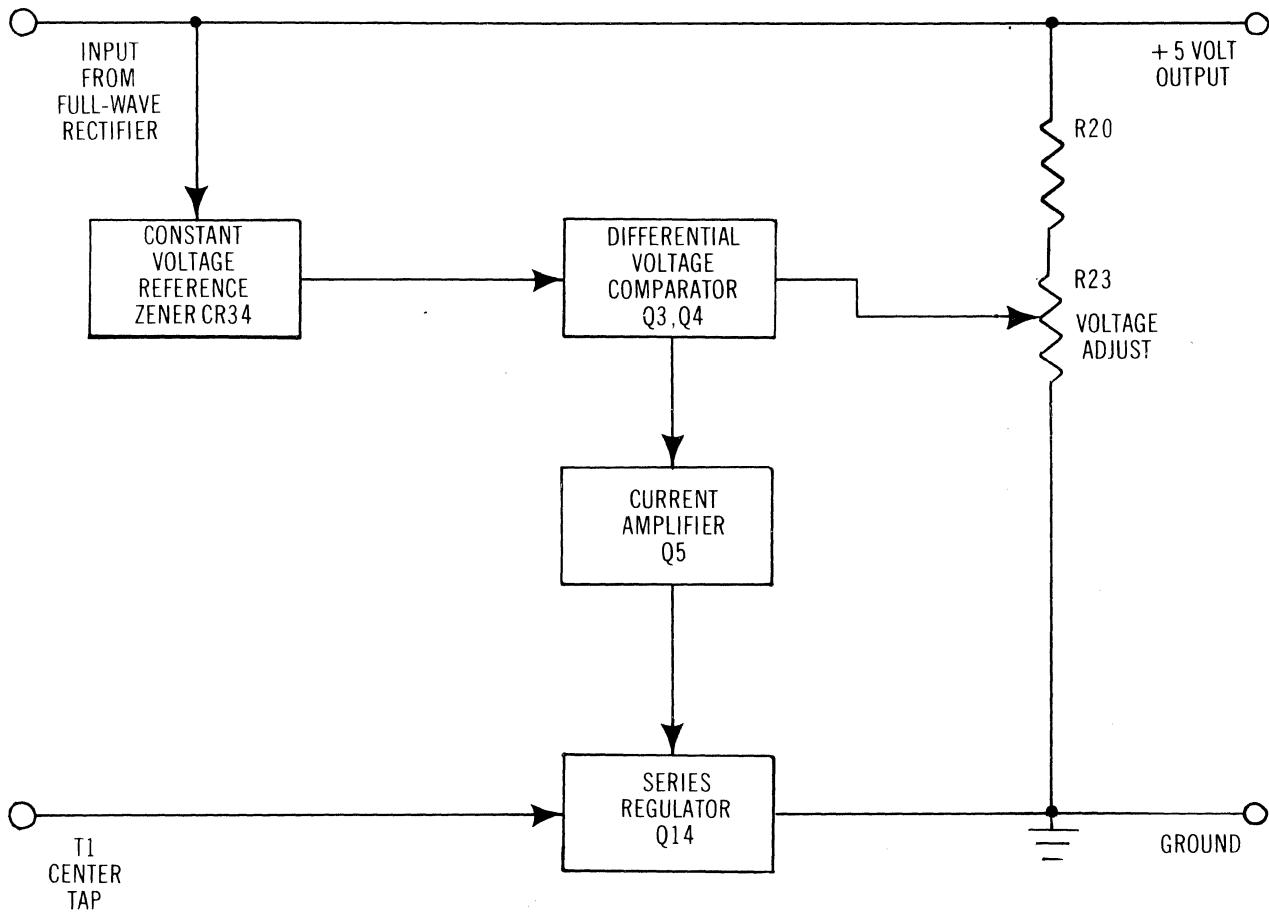 INPUT
FROM
FULL-WAVE
RECTIFIER
+5 VOLT
OUTPUT
R20
CONSTANT
VOLTAGE
REFERENCE
ZENER CR34
DIFFERENTIAL
VOLTAGE
COMPARATOR
Q3,Q4
R23
VOLTAGE
ADJUST
CURRENT
AMPLIFIER
Q5
SERIES
REGULATOR
Q14
T1
CENTER
TAP
GROUND